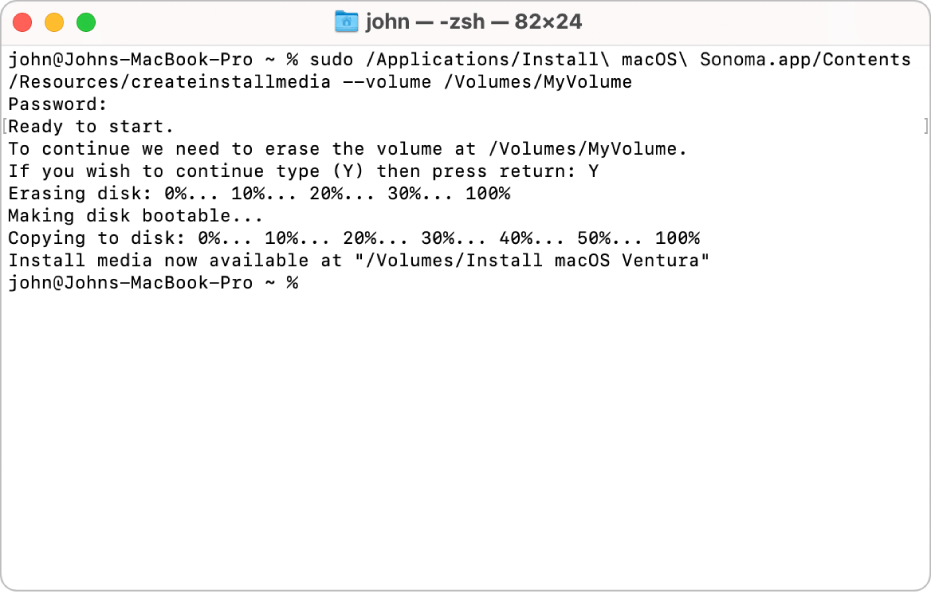 john — -zsh — 82×24
john@Johns-MacBook-Pro ~ % sudo /Applications/Install\ macOS\ Sonoma.app/Contents
/Resources/createinstallmedia --volume /Volumes/MyVolume
Password:
[Ready to start. ]
To continue we need to erase the volume at /Volumes/MyVolume.
If you wish to continue type (Y) then press return: Y
Erasing disk: 0%... 10%... 20%... 30%... 100%
Making disk bootable...
Copying to disk: 0%... 10%... 20%... 30%... 40%... 50%... 100%
Install media now available at "/Volumes/Install macOS Ventura"
john@Johns-MacBook-Pro ~ %